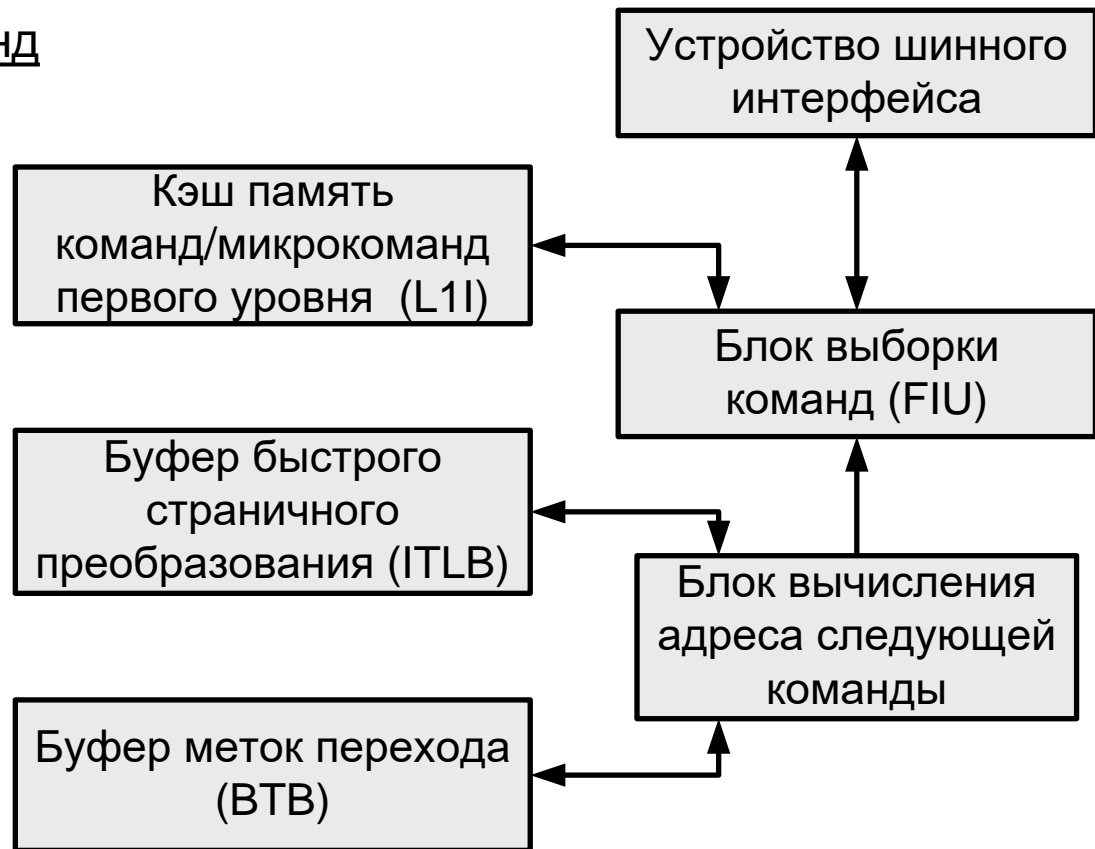 нд
Устройство шинного
интерфейса
Кэш память
команд/микрокоманд
первого уровня (L1I)
Блок выборки
команд (FIU)
Буфер быстрого
страничного
преобразования (ITLB)
Блок вычисления
адреса следующей
команды
Буфер меток перехода
(BTB)